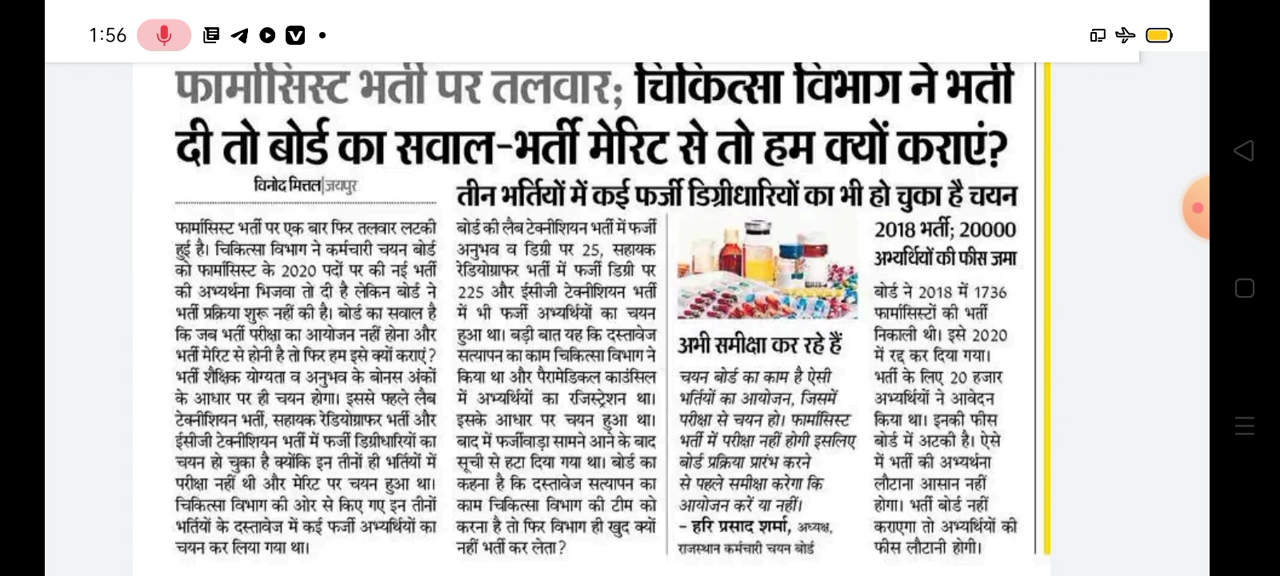 1:56
फार्मासिस्ट भर्ती पर तलवार; चिकित्सा विभाग ने भर्ती
दी तो बोर्ड का सवाल-भर्ती मेरिट से तो हम क्यों कराएं?
विनोद मित्तल|जयपुर
तीन भर्तियों में कई फर्जी डिग्रीधारियों का भी हो चुका है चयन
फार्मासिस्ट भर्ती पर एक बार फिर तलवार लटकी
हुई है। चिकित्सा विभाग ने कर्मचारी चयन बोर्ड
को फार्मासिस्ट के 2020 पदों पर की नई भर्ती
की अभ्यर्थना भिजवा तो दी है लेकिन बोर्ड ने
भर्ती प्रक्रिया शुरू नहीं की है। बोर्ड का सवाल है
कि जब भर्ती परीक्षा का आयोजन नहीं होना और
भर्ती मेरिट से होनी है तो फिर हम इसे क्यों कराएं?
भर्ती शैक्षिक योग्यता व अनुभव के बोनस अंकों
के आधार पर ही चयन होगा। इससे पहले लैब
टेक्नीशियन भर्ती, सहायक रेडियोग्राफर भर्ती और
ईसीजी टेक्नीशियन भर्ती में फर्जी डिग्रीधारियों का
चयन हो चुका है क्योंकि इन तीनों ही भर्तियों में
परीक्षा नहीं थी और मेरिट पर चयन हुआ था।
चिकित्सा विभाग की ओर से किए गए इन तीनों
भर्तियों के दस्तावेज में कई फर्जी अभ्यर्थियों का
चयन कर लिया गया था।
बोर्ड की लैब टेक्नीशियन भर्ती में फर्जी
अनुभव व डिग्री पर 25, सहायक
रेडियोग्राफर भर्ती में फर्जी डिग्री पर
225 और ईसीजी टेक्नीशियन भर्ती
में भी फर्जी अभ्यर्थियों का चयन
हुआ था। बड़ी बात यह कि दस्तावेज
सत्यापन का काम चिकित्सा विभाग ने
किया था और पैरामेडिकल काउंसिल
में अभ्यर्थियों का रजिस्ट्रेशन था।
इसके आधार पर चयन हुआ था।
बाद में फर्जीवाड़ा सामने आने के बाद
सूची से हटा दिया गया था। बोर्ड का
कहना है कि दस्तावेज सत्यापन का
काम चिकित्सा विभाग की टीम को
करना है तो फिर विभाग ही खुद क्यों
नहीं भर्ती कर लेता?
अभी समीक्षा कर रहे हैं
चयन बोर्ड का काम है ऐसी
भर्तियों का आयोजन, जिसमें
परीक्षा से चयन हो। फार्मासिस्ट
भर्ती में परीक्षा नहीं होगी इसलिए
बोर्ड प्रक्रिया प्रारंभ करने
से पहले समीक्षा करेगा कि
आयोजन करें या नहीं।
- हरि प्रसाद शर्मा, अध्यक्ष,
राजस्थान कर्मचारी चयन बोर्ड
2018 भर्ती; 20000
अभ्यर्थियों की फीस जमा
बोर्ड ने 2018 में 1736
फार्मासिस्टों की भर्ती
निकाली थी। इसे 2020
में रद्द कर दिया गया।
भर्ती के लिए 20 हजार
अभ्यर्थियों ने आवेदन
किया था। इनकी फीस
बोर्ड में अटकी है। ऐसे
में भर्ती की अभ्यर्थना
लौटाना आसान नहीं
होगा। भर्ती बोर्ड नहीं
कराएगा तो अभ्यर्थियों की
फीस लौटानी होगी।